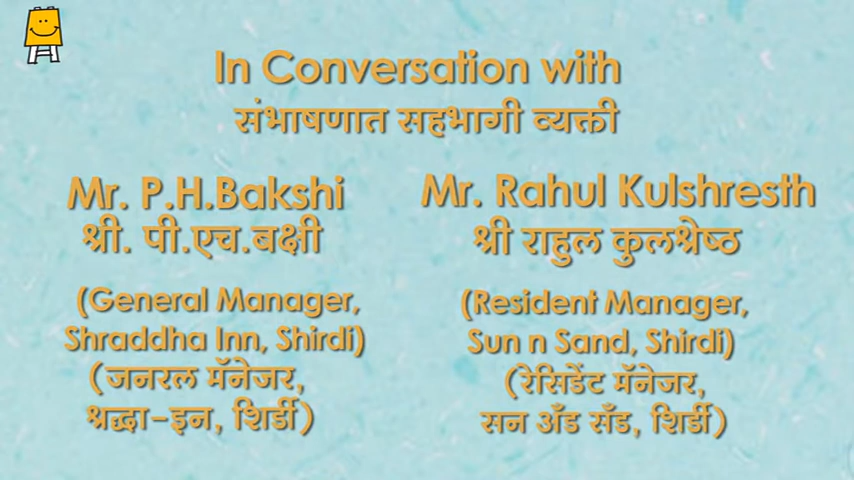 In Conversation with
संभाषणात सहभागी व्यक्ती
Mr. P.H.Bakshi
श्री. पी.एच.बक्षी
(General Manager,
Shraddha Inn, Shirdi)
(जनरल मॅनेजर,
श्रद्धा-इन, शिर्डी)
Mr. Rahul Kulshresth
श्री राहुल कुलश्रेष्ठ
(Resident Manager,
Sun n Sand, Shirdi)
(रेसिडेंट मॅनेजर,
सन अँड सँड, शिर्डी)